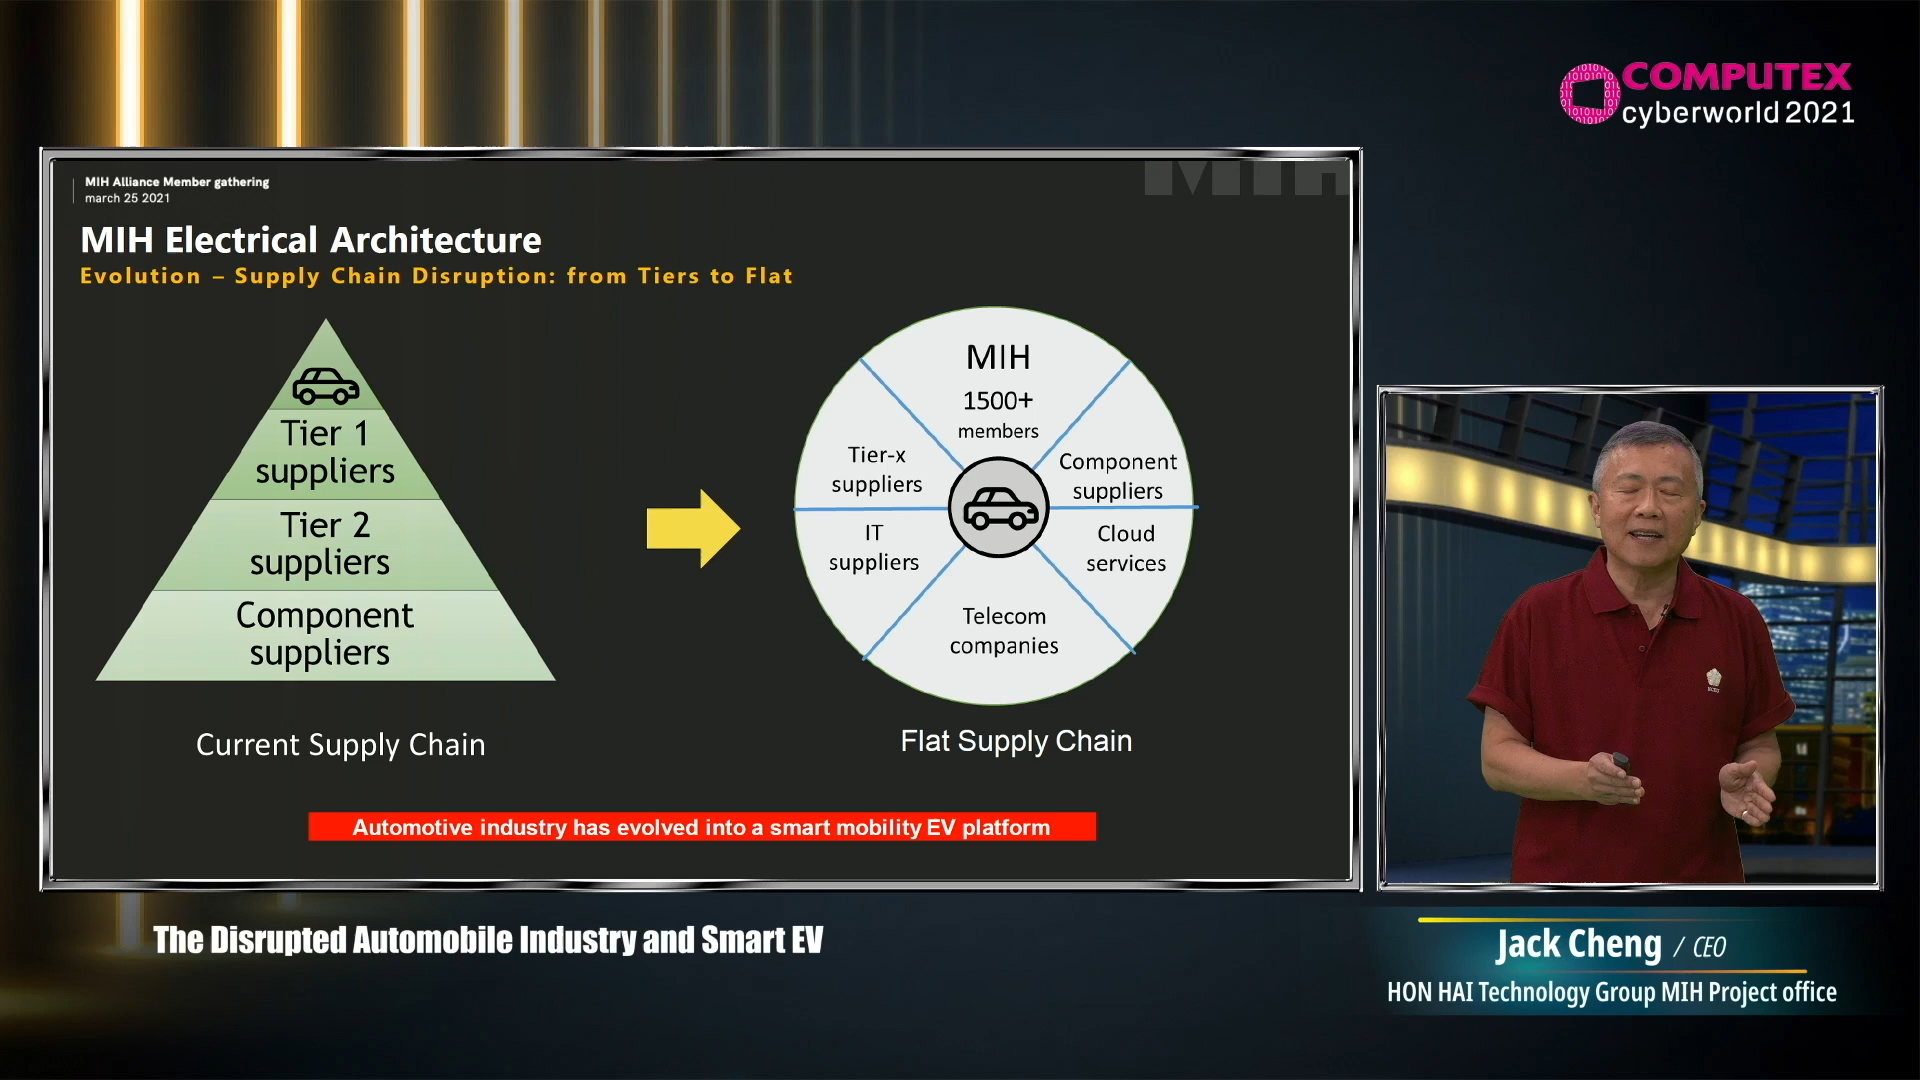 COMPUTEX
cyberworld 2021
MIH Alliance Member gathering
march 25 2021
MIH
MIH Electrical Architecture
Evolution – Supply Chain Disruption: from Tiers to Flat
Tier 1
suppliers
Tier 2
suppliers
Component
suppliers
Current Supply Chain
MIH
1500+
members
Tier-x
suppliers
Component
suppliers
IT
suppliers
Cloud
services
Telecom
companies
Flat Supply Chain
Automotive industry has evolved into a smart mobility EV platform
The Disrupted Automobile Industry and Smart EV
Jack Cheng / CEO
HON HAI Technology Group MIH Project office